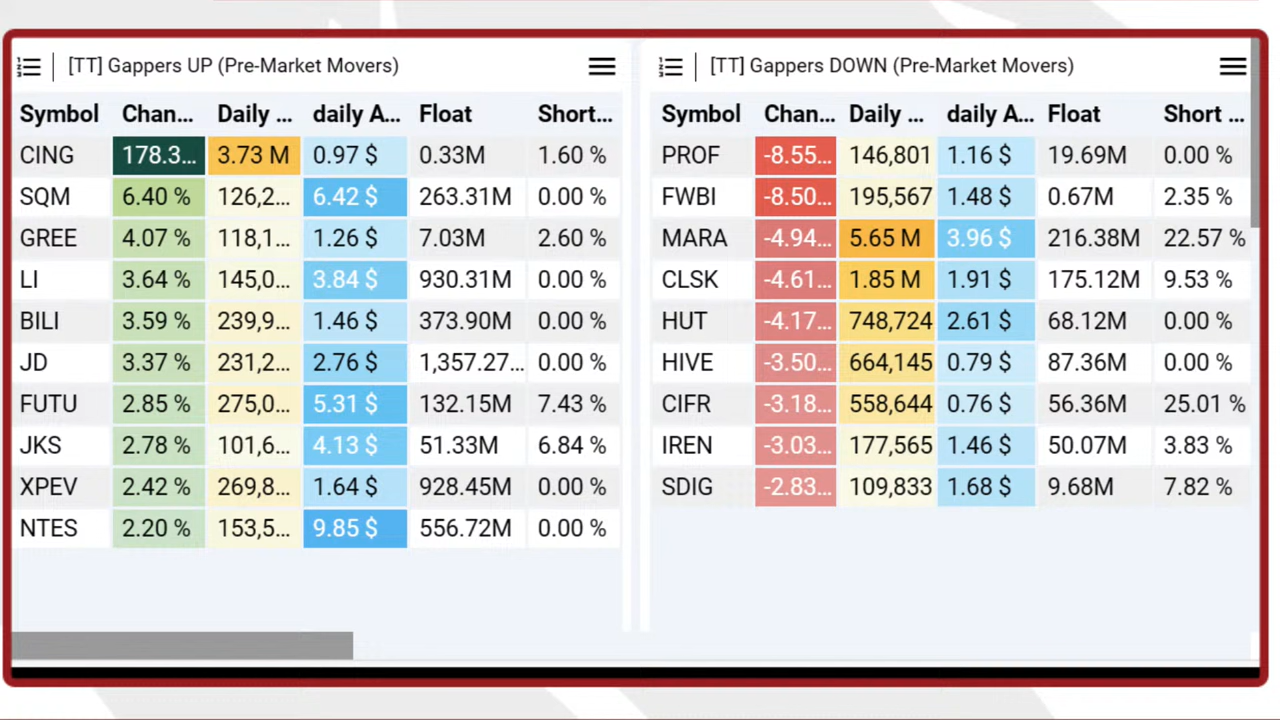 [TT] Gappers UP (Pre-Market Movers)
Symbol Chan... Daily ... daily A... Float Short...
CING 178.3... 3.73 M 0.97 $ 0.33M 1.60 %
SQM 6.40 % 126,2... 6.42 $ 263.31M 0.00 %
GREE 4.07 % 118,1... 1.26 $ 7.03M 2.60 %
LI 3.64 % 145,0... 3.84 $ 930.31M 0.00 %
BILI 3.59 % 239,9... 1.46 $ 373.90M 0.00 %
JD 3.37 % 231,2... 2.76 $ 1,357.27... 0.00 %
FUTU 2.85 % 275,0... 5.31 $ 132.15M 7.43 %
JKS 2.78 % 101,6... 4.13 $ 51.33M 6.84 %
XPEV 2.42 % 269,8... 1.64 $ 928.45M 0.00 %
NTES 2.20 % 153,5... 9.85 $ 556.72M 0.00 %
[TT] Gappers DOWN (Pre-Market Movers)
Symbol Chan... Daily ... daily A... Float Short ...
PROF -8.55... 146,801 1.16 $ 19.69M 0.00 %
FWBI -8.50... 195,567 1.48 $ 0.67M 2.35 %
MARA -4.94... 5.65 M 3.96 $ 216.38M 22.57 %
CLSK -4.61... 1.85 M 1.91 $ 175.12M 9.53 %
HUT -4.17... 748,724 2.61 $ 68.12M 0.00 %
HIVE -3.50... 664,145 0.79 $ 87.36M 0.00 %
CIFR -3.18... 558,644 0.76 $ 56.36M 25.01 %
IREN -3.03... 177,565 1.46 $ 50.07M 3.83 %
SDIG -2.83... 109,833 1.68 $ 9.68M 7.82 %